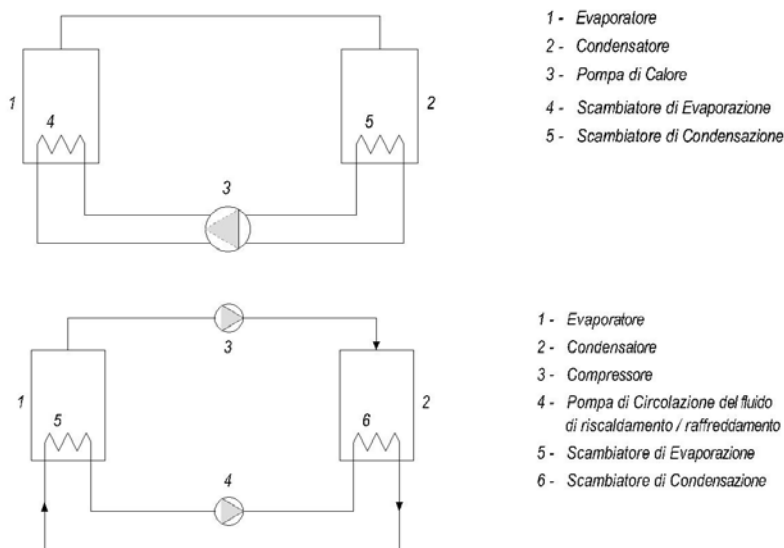 1 - Evaporatore
2 - Condensatore
3 - Pompa di Calore
4 - Scambiatore di Evaporazione
5 - Scambiatore di Condensazione
1
4
5
2
3
1 - Evaporatore
2 - Condensatore
3 - Compressore
4 - Pompa di Circolazione del fluido
di riscaldamento / raffreddamento
5 - Scambiatore di Evaporazione
6 - Scambiatore di Condensazione
3
1
5
6
2
4